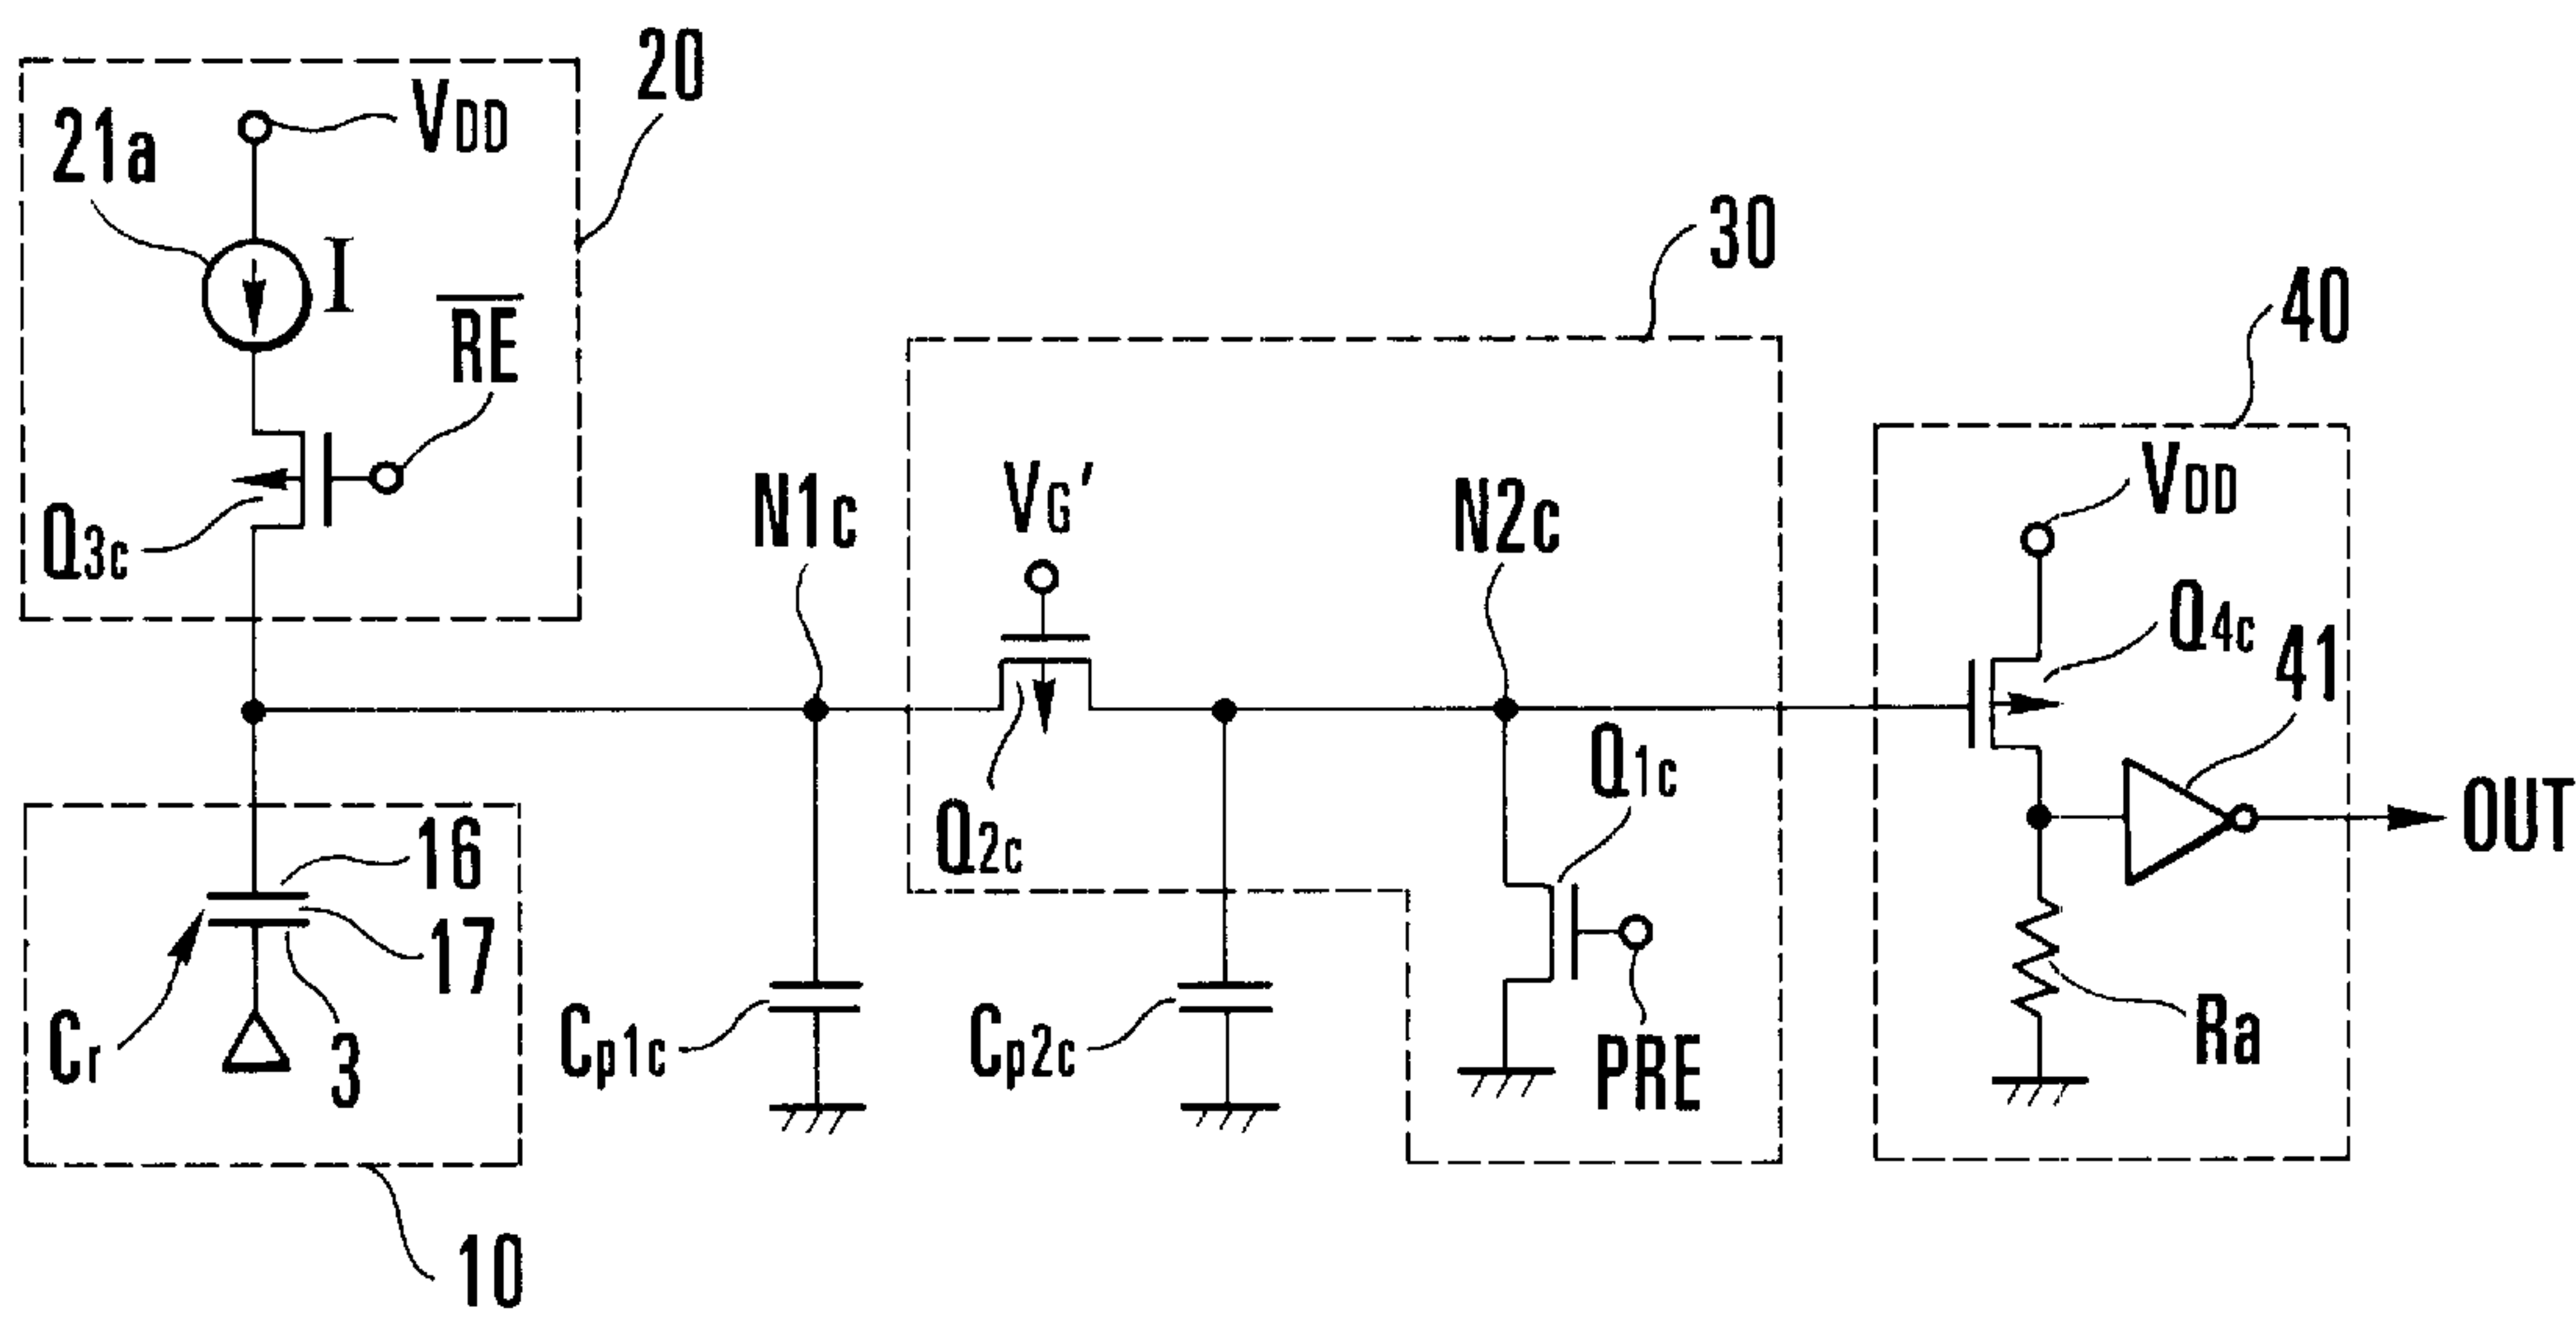 20
VDD
21a
I
RE
Q3c
30
40
N1c
VG'
N2c
VDD
Q4c
41
Q1c
Q2c
OUT
16
17
Cr
3
Cp1c
Cp2c
PRE
Ra
10